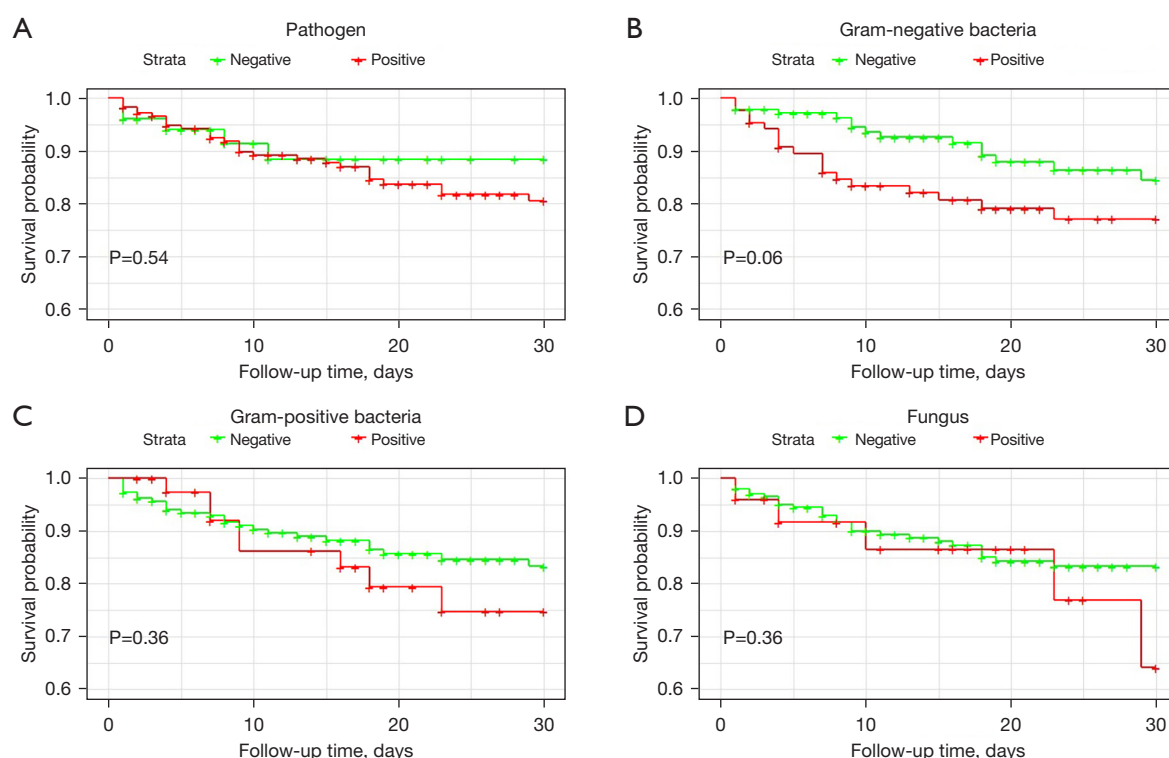 A
Pathogen
Strata Negative Positive
Survival probability
1.0
0.9
0.8
0.7
0.6
P=0.54
0 10 20 30
Follow-up time, days
B
Gram-negative bacteria
Strata Negative Positive
Survival probability
1.0
0.9
0.8
0.7
0.6
P=0.06
0 10 20 30
Follow-up time, days
C
Gram-positive bacteria
Strata Negative Positive
Survival probability
1.0
0.9
0.8
0.7
0.6
P=0.36
0 10 20 30
Follow-up time, days
D
Fungus
Strata Negative Positive
Survival probability
1.0
0.9
0.8
0.7
0.6
P=0.36
0 10 20 30
Follow-up time, days